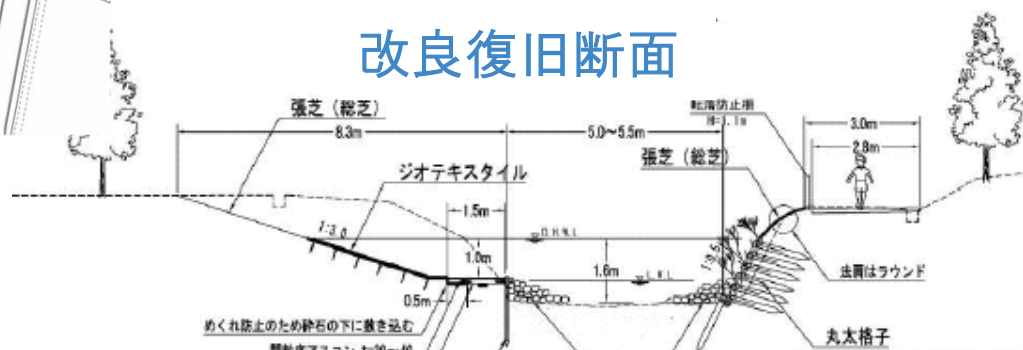 改良復旧断面
張芝（総芝）
転落防止柵
H=1.1m
8.3m
5.0～5.5m
3.0m
2.8m
張芝（総芝）
ジオテキスタイル
1.5m
1:3.0
1.0m
1.6m
L.W.L
0.5m
法肩はラウンド
めくれ防止のため砕石の下に敷き込む
丸太格子